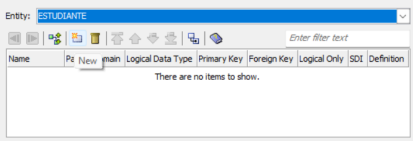 Entity: ESTUDIANTE
Enter filter text
Name Pa main Logical Data Type Primary Key Foreign Key Logical Only SDI Definition
New
There are no items to show.